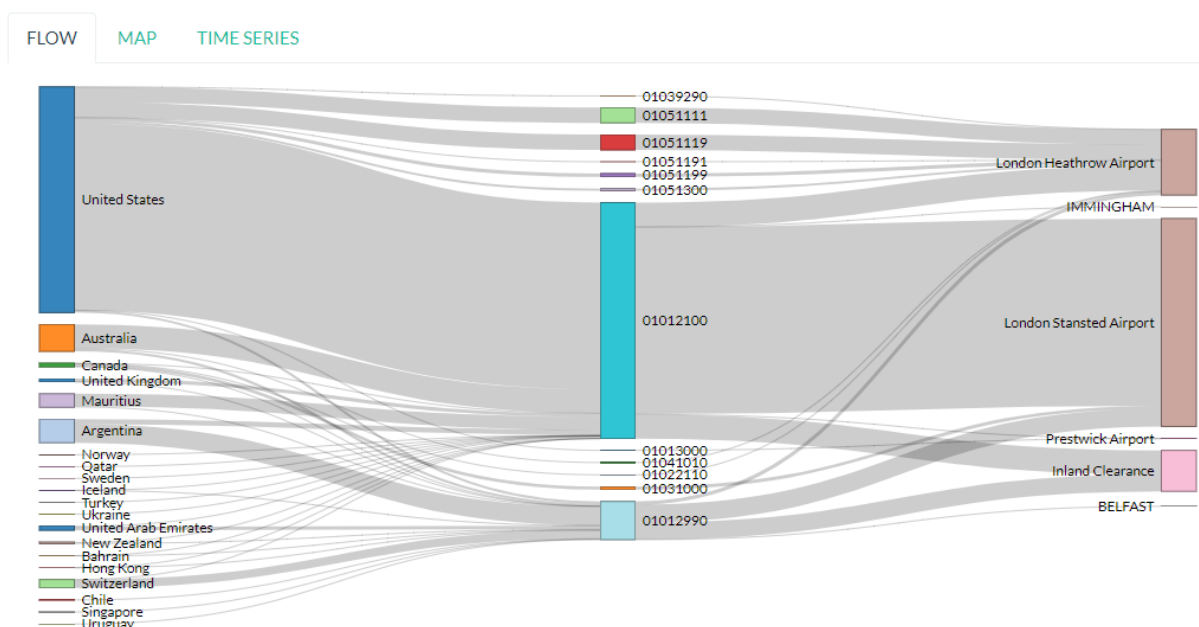 FLOW MAP TIME SERIES
United States
Australia
Canada
United Kingdom
Mauritius
Argentina
Norway
Qatar
Sweden
Iceland
Turkey
Ukraine
United Arab Emirates
New Zealand
Bahrain
Hong Kong
Switzerland
Chile
Singapore
Uruguay
01039290
01051111
01051119
01051191
01051199
01051300
01012100
01013000
01041010
01022110
01031000
01012990
London Heathrow Airport
IMMINGHAM
London Stansted Airport
Prestwick Airport
Inland Clearance
BELFAST